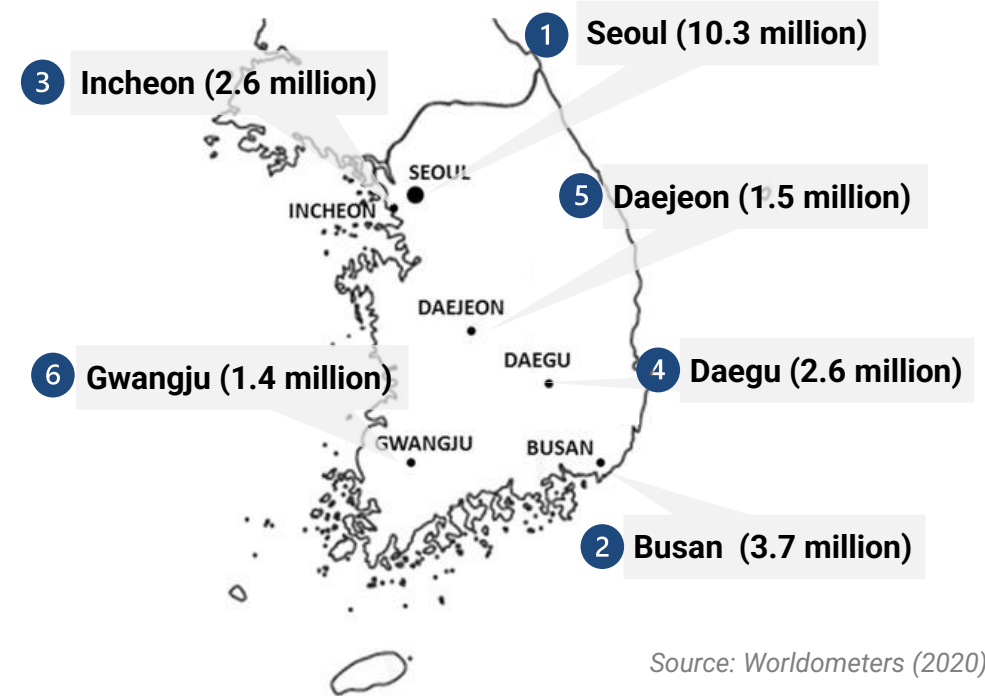 1 Seoul (10.3 million)
3 Incheon (2.6 million)
SEOUL
INCHEON
5 Daejeon (1.5 million)
DAEJEON
DAEGU
4 Daegu (2.6 million)
6 Gwangju (1.4 million)
GWANGJU
BUSAN
2 Busan (3.7 million)
Source: Worldometers (2020)